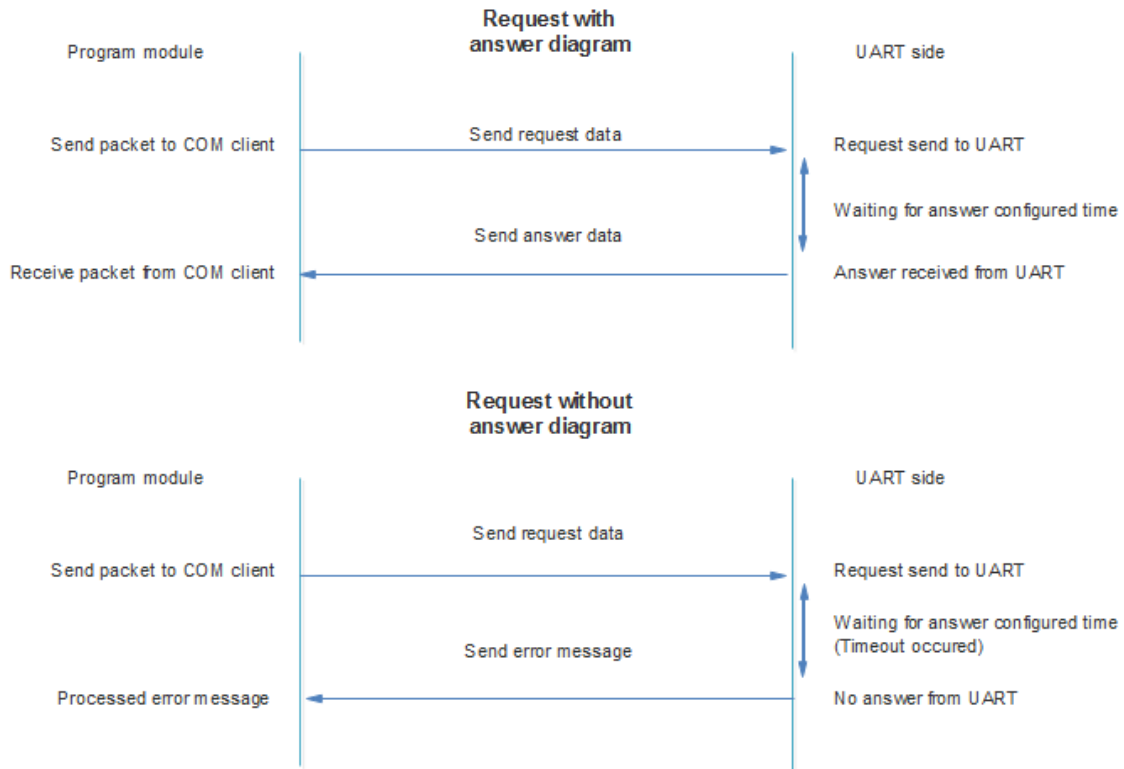 Request with
answer diagram
Program module
UART side
Send packet to COM client
Send request data
Request send to UART
Waiting for answer configured time
Send answer data
Receive packet from COM client
Answer received from UART
Request without
answer diagram
Program module
UART side
Send request data
Send packet to COM client
Request send to UART
Waiting for answer configured time
(Timeout occured)
Send error message
Processed error message
No answer from UART